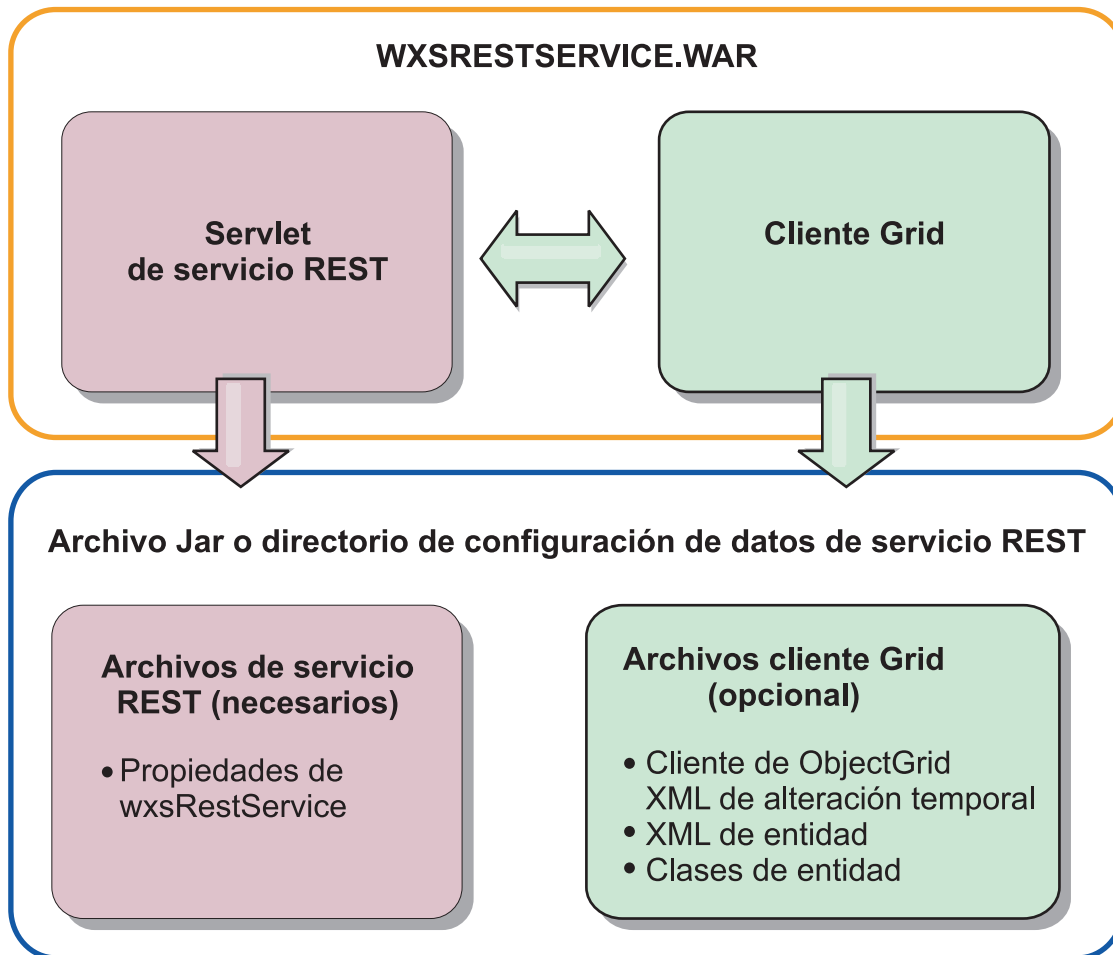 WXSRESTSERVICE.WAR
Servlet
de servicio REST
Cliente Grid
Archivo Jar o directorio de configuración de datos de servicio REST
Archivos de servicio
REST (necesarios)
• Propiedades de
wxsRestService
Archivos cliente Grid
(opcional)
• Cliente de ObjectGrid
XML de alteración temporal
• XML de entidad
• Clases de entidad